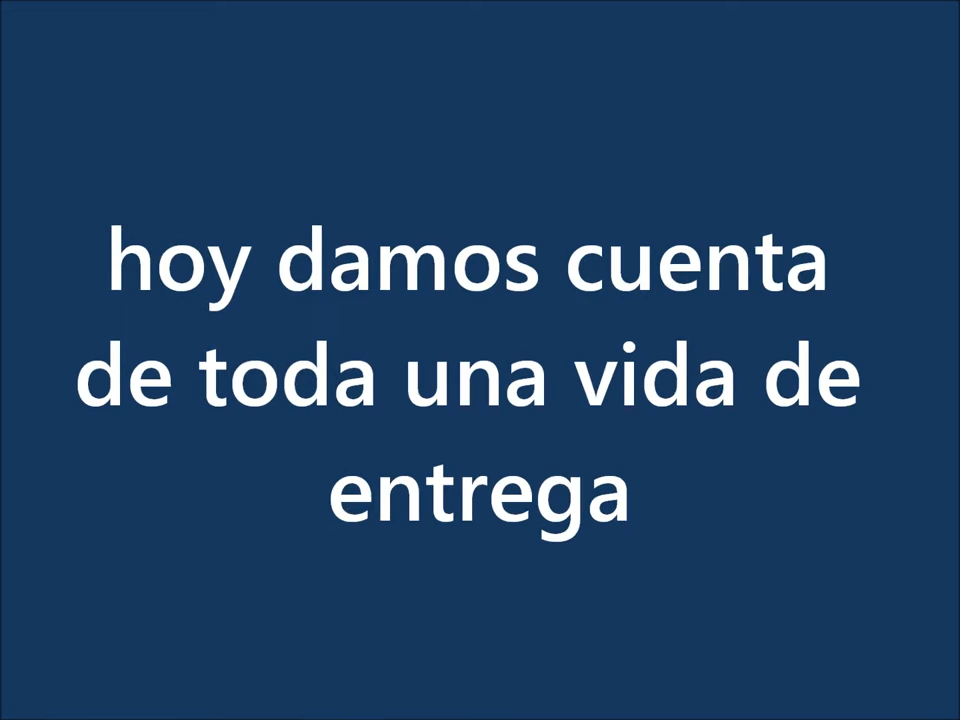 hoy damos cuenta
de toda una vida de
entrega